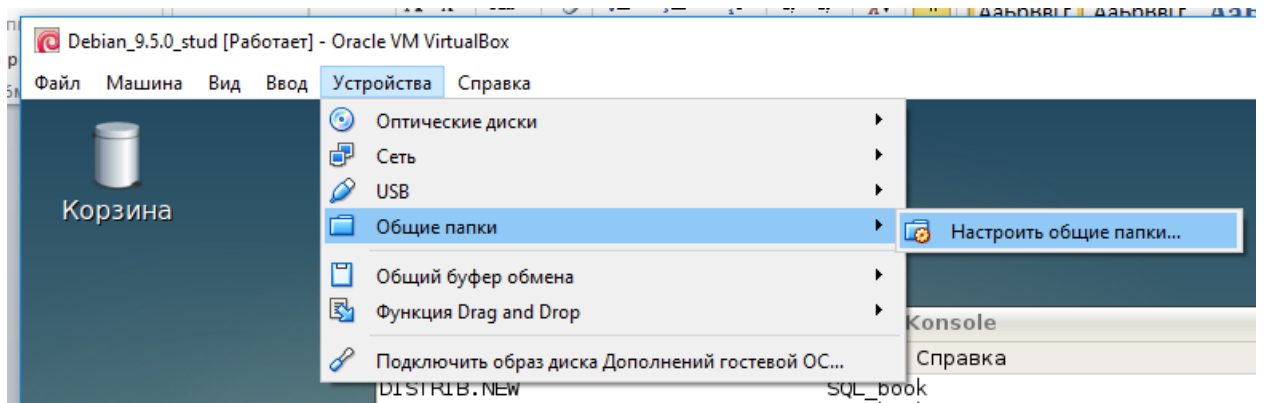 АаБбВвГг АаБбВвГг
Debian_9.5.0_stud [Работает] - Oracle VM VirtualBox
Файл Машина Вид Ввод Устройства Справка
Оптические диски
Сеть
USB
Общие папки
Настроить общие папки...
Общий буфер обмена
Функция Drag and Drop
Подключить образ диска Дополнений гостевой ОС...
Корзина
Konsole
Справка
DISTRIB.NEW SQL_book